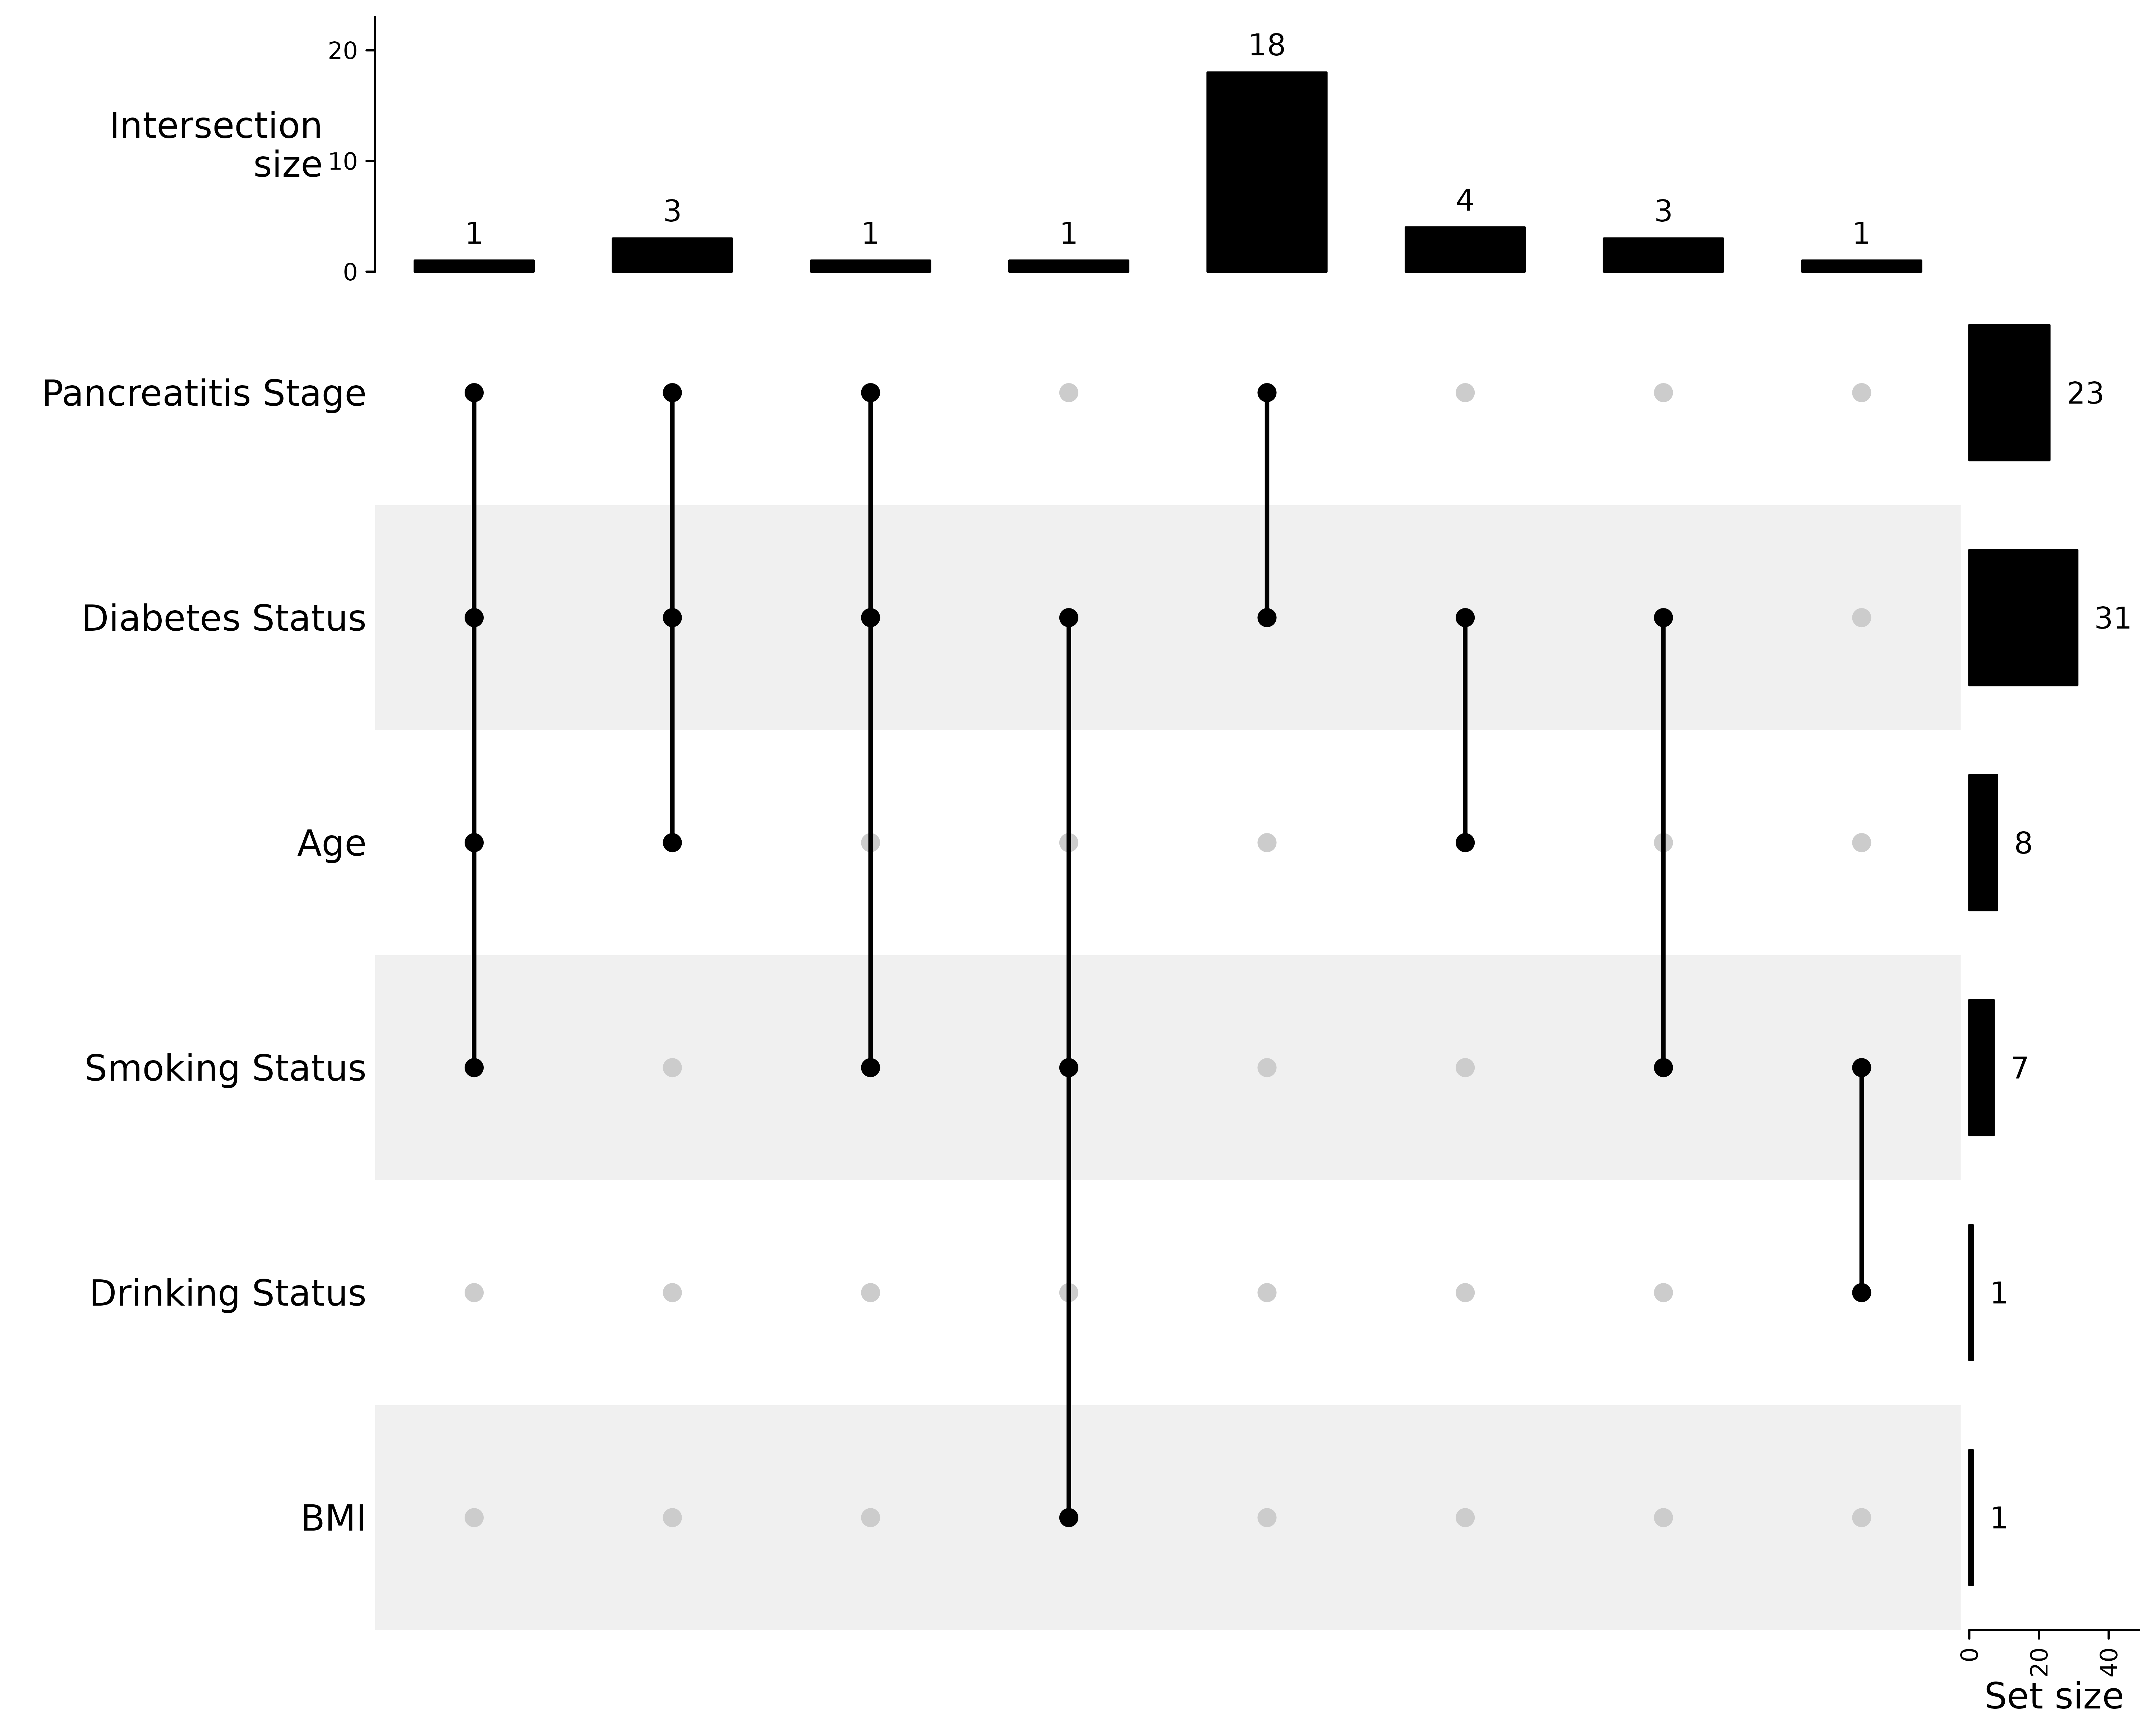 20
18
Intersection
size
10
4
3
3
1
1
1
1
0
Pancreatitis Stage
23
Diabetes Status
31
Age
8
Smoking Status
7
Drinking Status
1
BMI
1
0
20
40
Set size